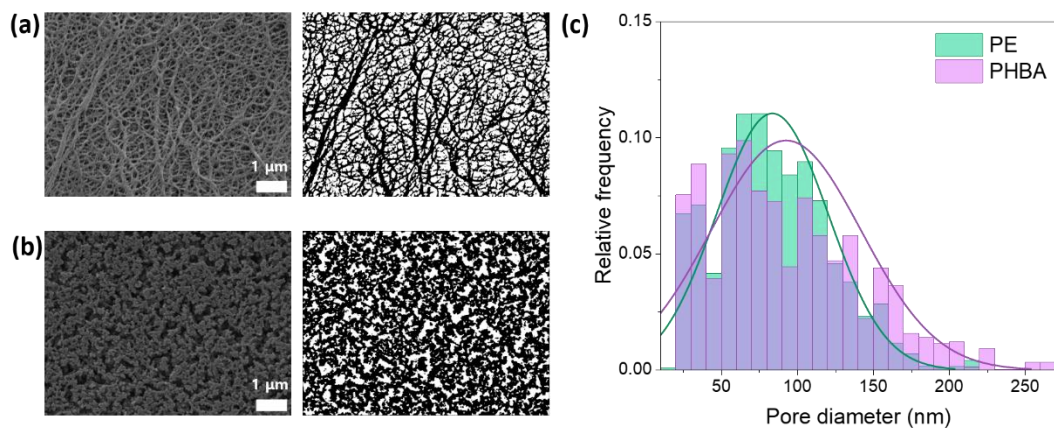 (a)
1 μm
(b)
1 μm
(c)
PE
PHBA
Relative frequency
0.15
0.10
0.05
0.00
50
100
150
200
250
Pore diameter (nm)